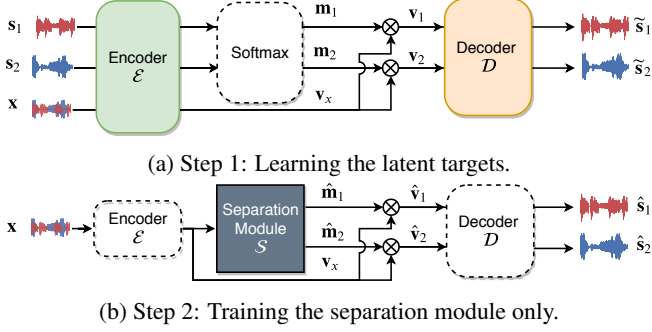 s₁ m₁ v₁ s̃₁
Encoder ℰ Softmax Decoder 𝒟
s₂ m₂ v₂ s̃₂
x vₓ
(a) Step 1: Learning the latent targets.
m̂₁ v̂₁ ŝ₁
x Encoder ℰ Separation Module 𝒮 Decoder 𝒟
m̂₂ v̂₂ ŝ₂
vₓ
(b) Step 2: Training the separation module only.